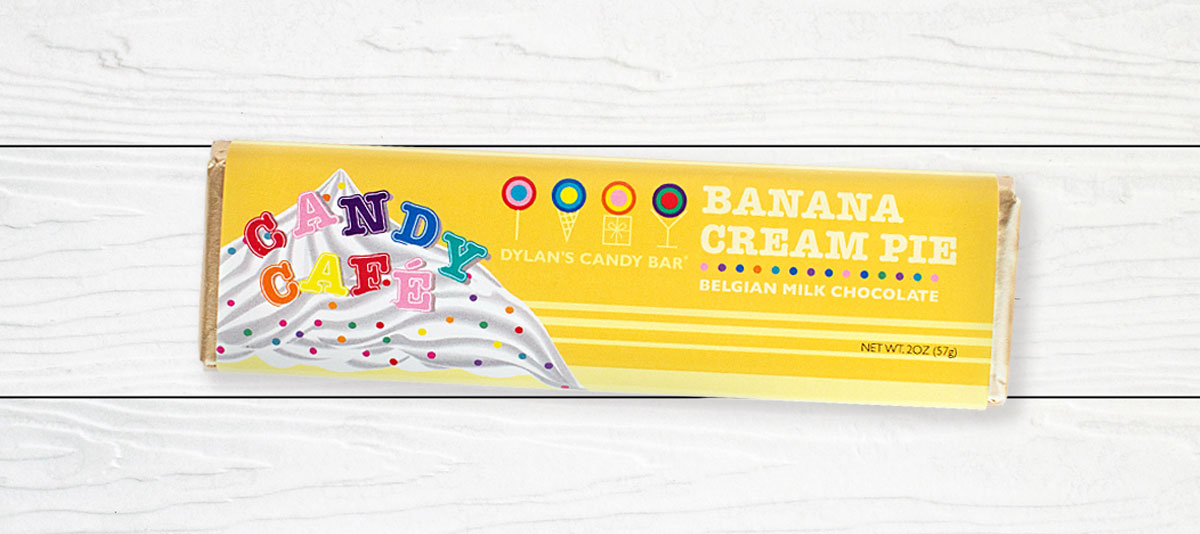 CANDY
CAFÉ
DYLAN'S CANDY BAR®
BANANA
CREAM PIE
BELGIAN MILK CHOCOLATE
NET WT. 2OZ (57g)